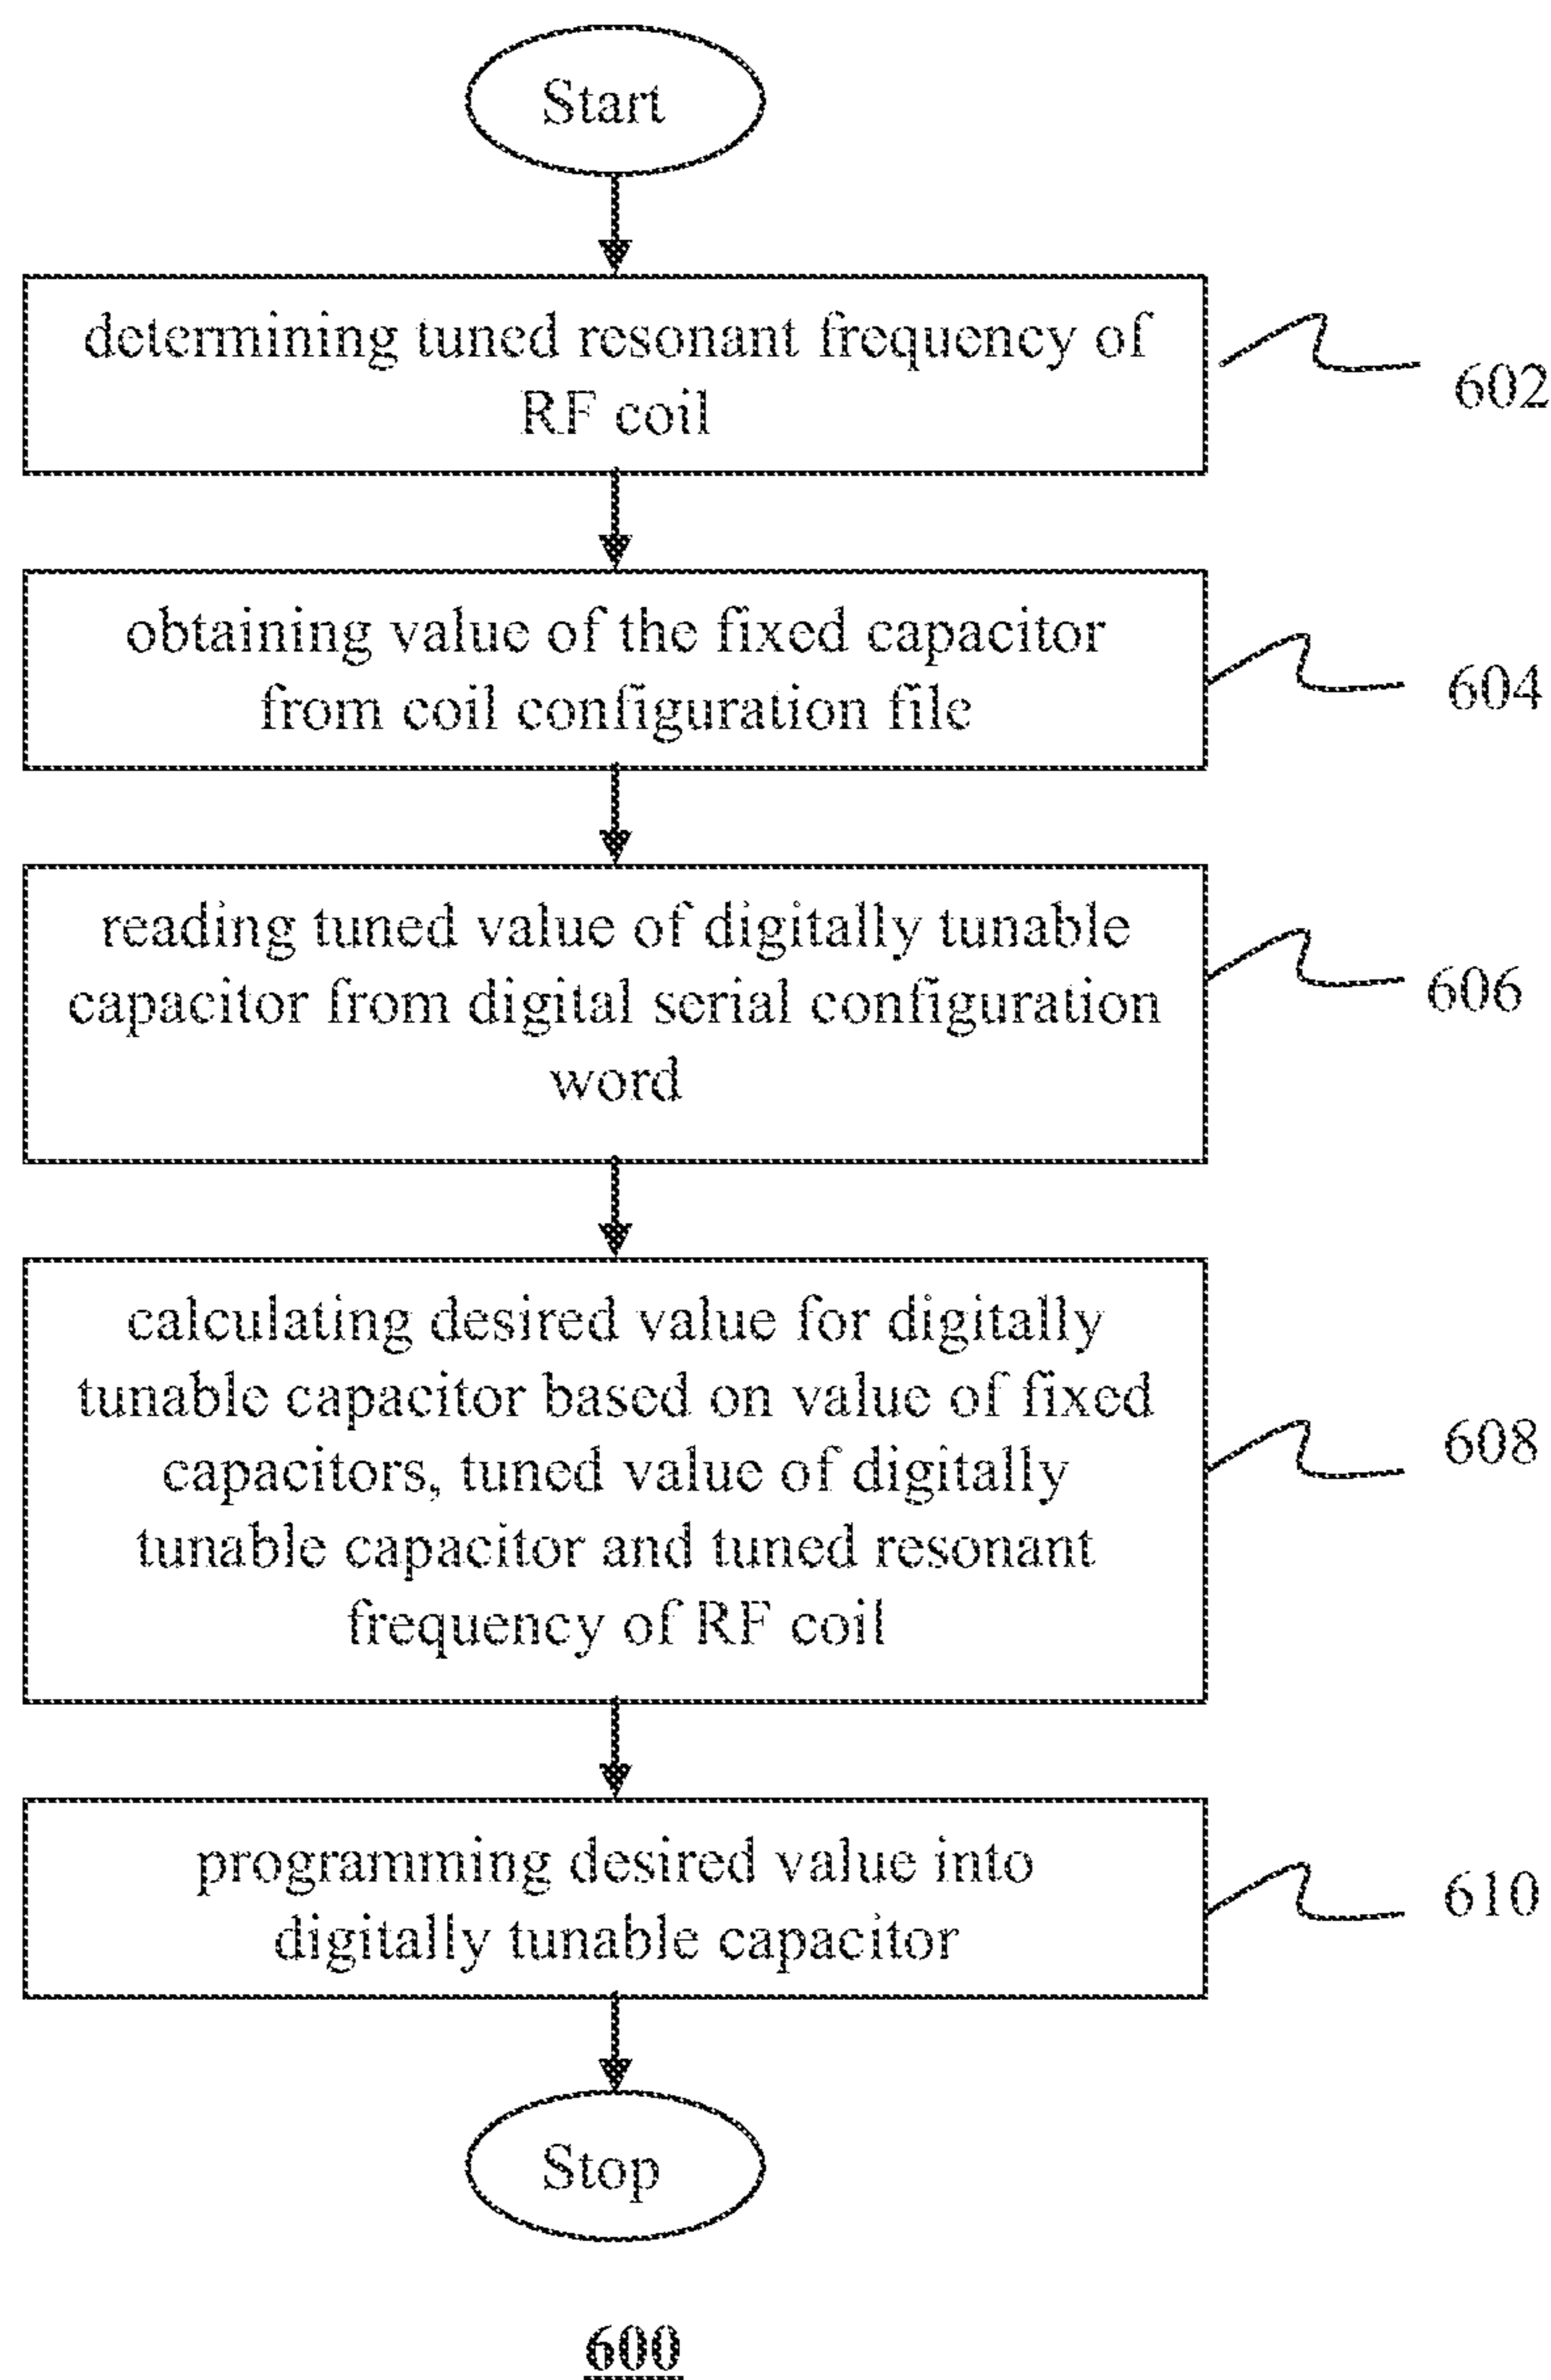 Start
determining tuned resonant frequency of
RF coil
602
obtaining value of the fixed capacitor
from coil configuration file
604
reading tuned value of digitally tunable
capacitor from digital serial configuration
word
606
calculating desired value for digitally
tunable capacitor based on value of fixed
capacitors, tuned value of digitally
tunable capacitor and tuned resonant
frequency of RF coil
608
programming desired value into
digitally tunable capacitor
610
Stop
600